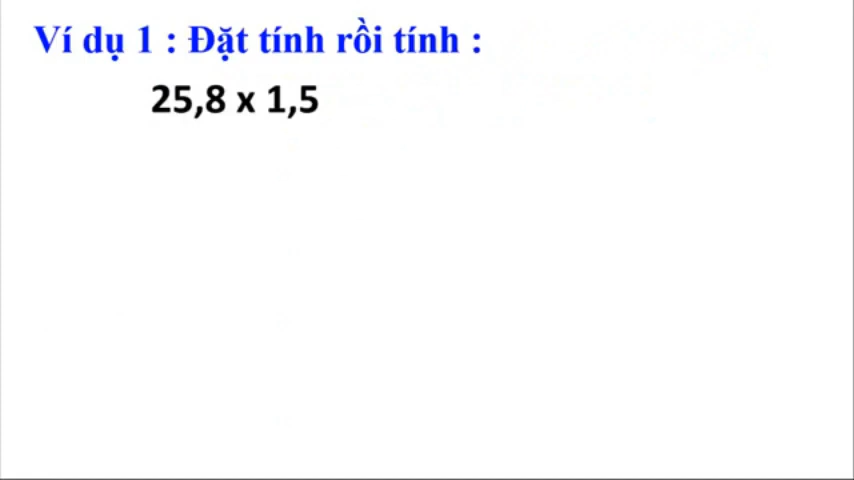 Ví dụ 1 : Đặt tính rồi tính :
25,8 x 1,5